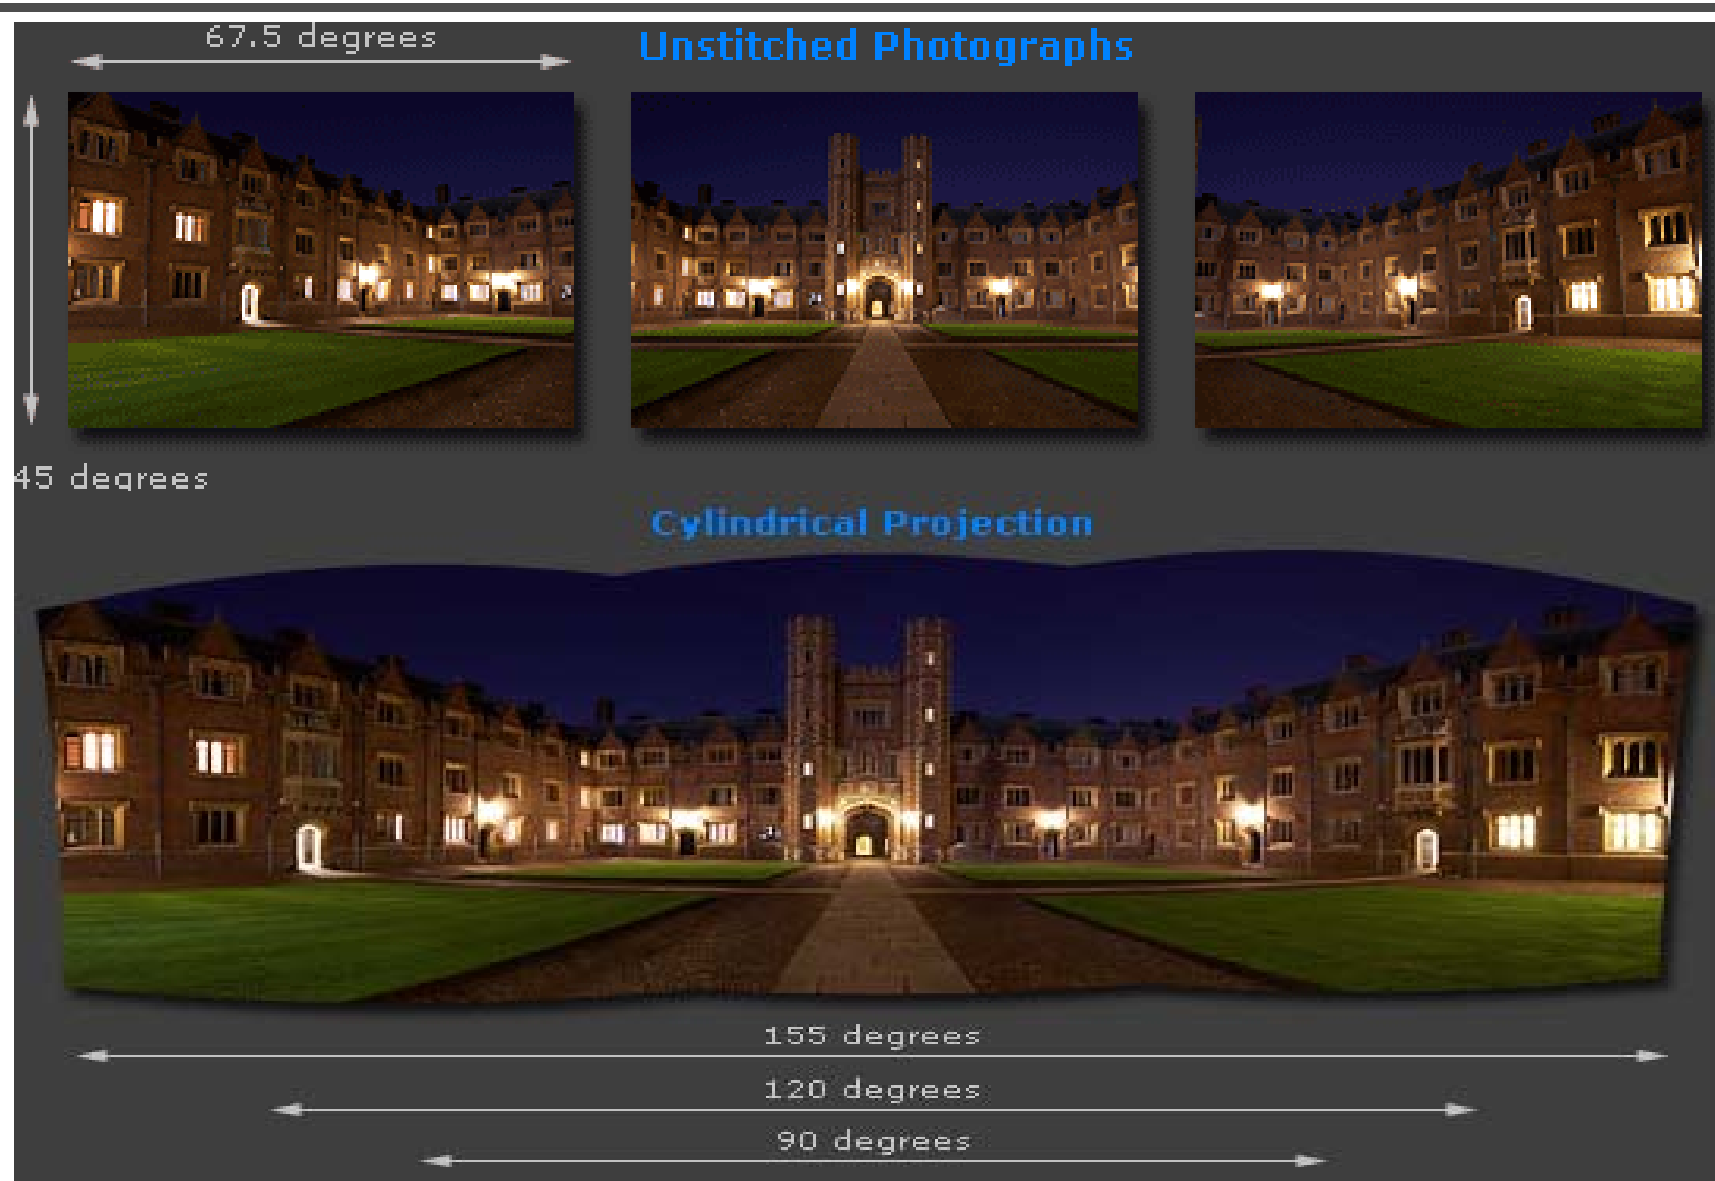 67.5 degrees
Unstitched Photographs
45 degrees
Cylindrical Projection
155 degrees
120 degrees
90 degrees